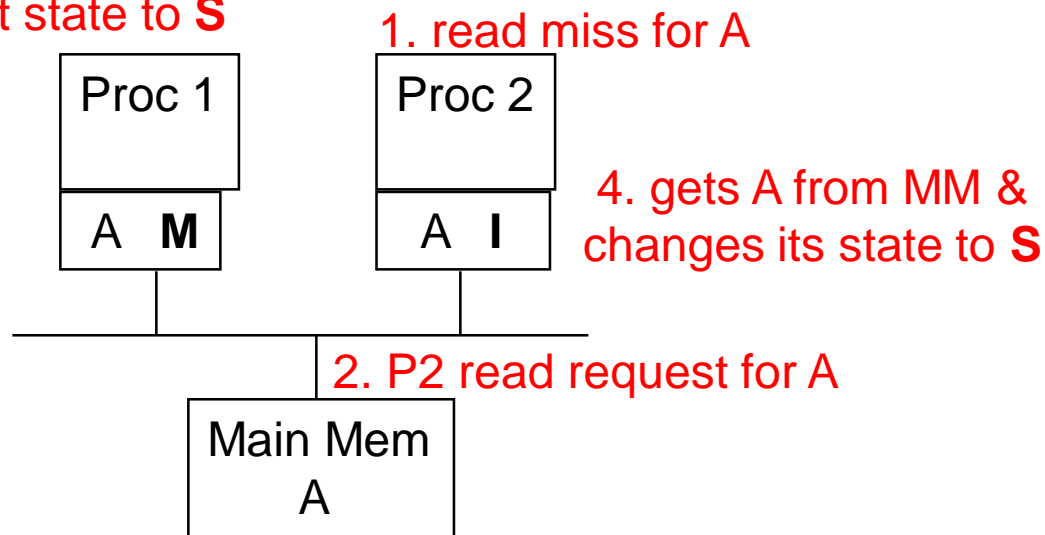 t state to S
1. read miss for A
Proc 1
Proc 2
A M
A I
4. gets A from MM &
changes its state to S
2. P2 read request for A
Main Mem
A